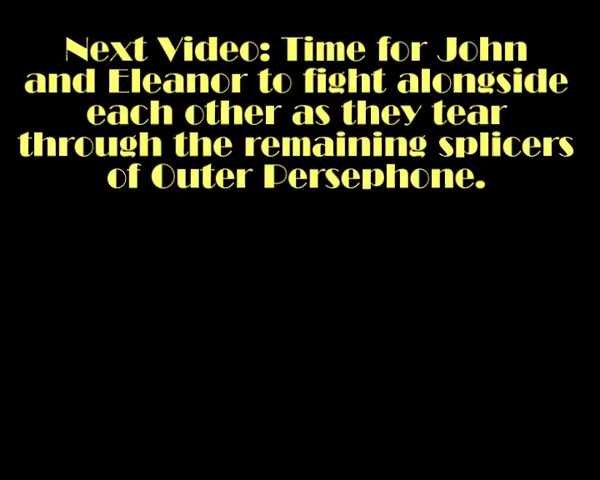 Next Video: Time for John
and Eleanor to fight alongside
each other as they tear
through the remaining splicers
of Outer Persephone.